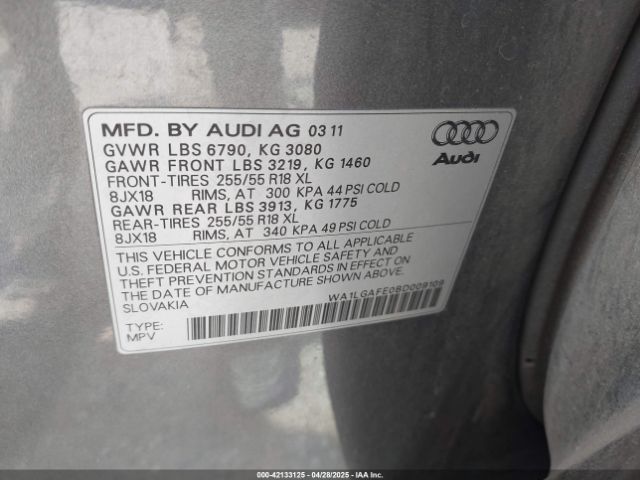 MFD. BY AUDI AG 03 11
GVWR LBS 6790, KG 3080
GAWR FRONT LBS 3219, KG 1460
FRONT-TIRES 255/55 R18 XL
8JX18 RIMS, AT 300 KPA 44 PSI COLD
GAWR REAR LBS 3913, KG 1775
REAR-TIRES 255/55 R18 XL
8JX18 RIMS, AT 340 KPA 49 PSI COLD
THIS VEHICLE CONFORMS TO ALL APPLICABLE
U.S. FEDERAL MOTOR VEHICLE SAFETY AND
THEFT PREVENTION STANDARDS IN EFFECT ON
THE DATE OF MANUFACTURE SHOWN ABOVE.
SLOVAKIA
WA1LGAFE0BD009109
TYPE:
MPV
Audi
00-42133125 - 04/28/2025 - IAA Inc.